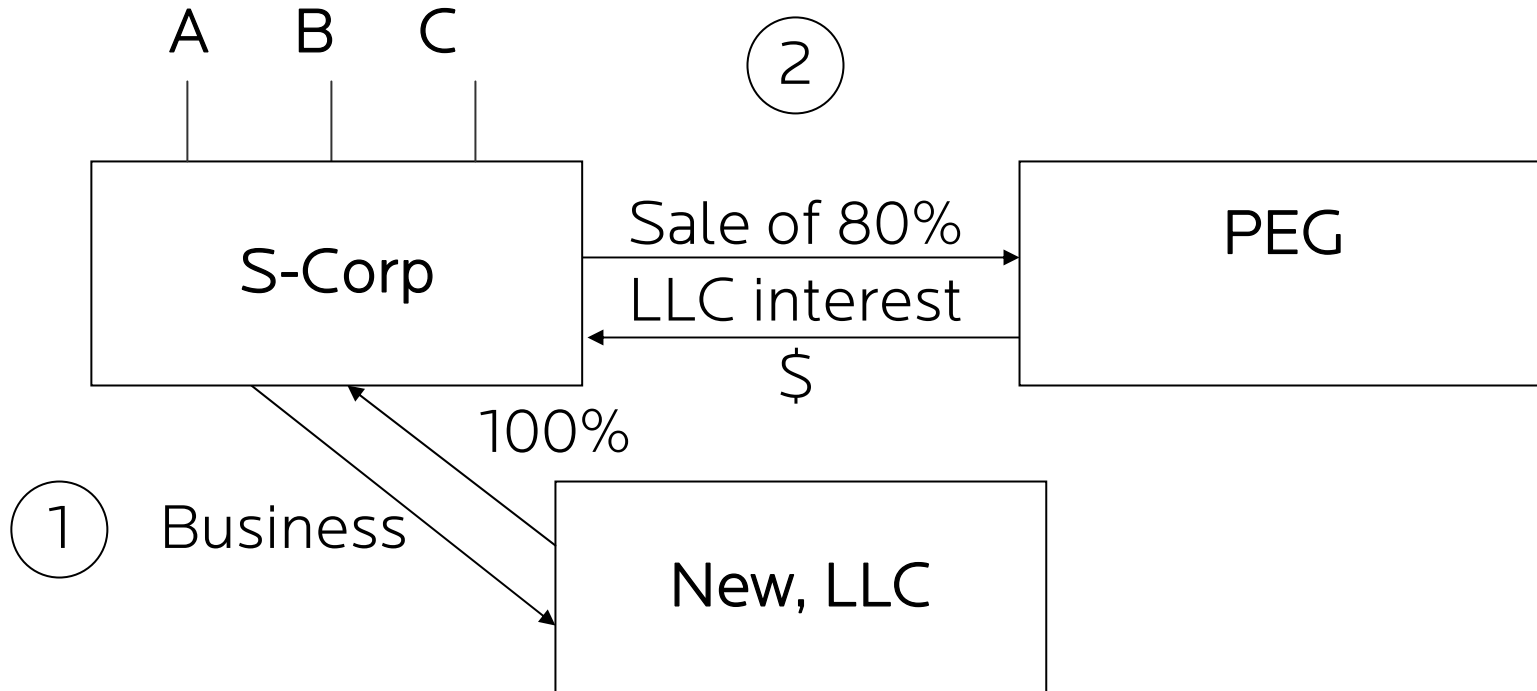 A B C
2
S-Corp
Sale of 80%
LLC interest
$
PEG
100%
1
Business
New, LLC